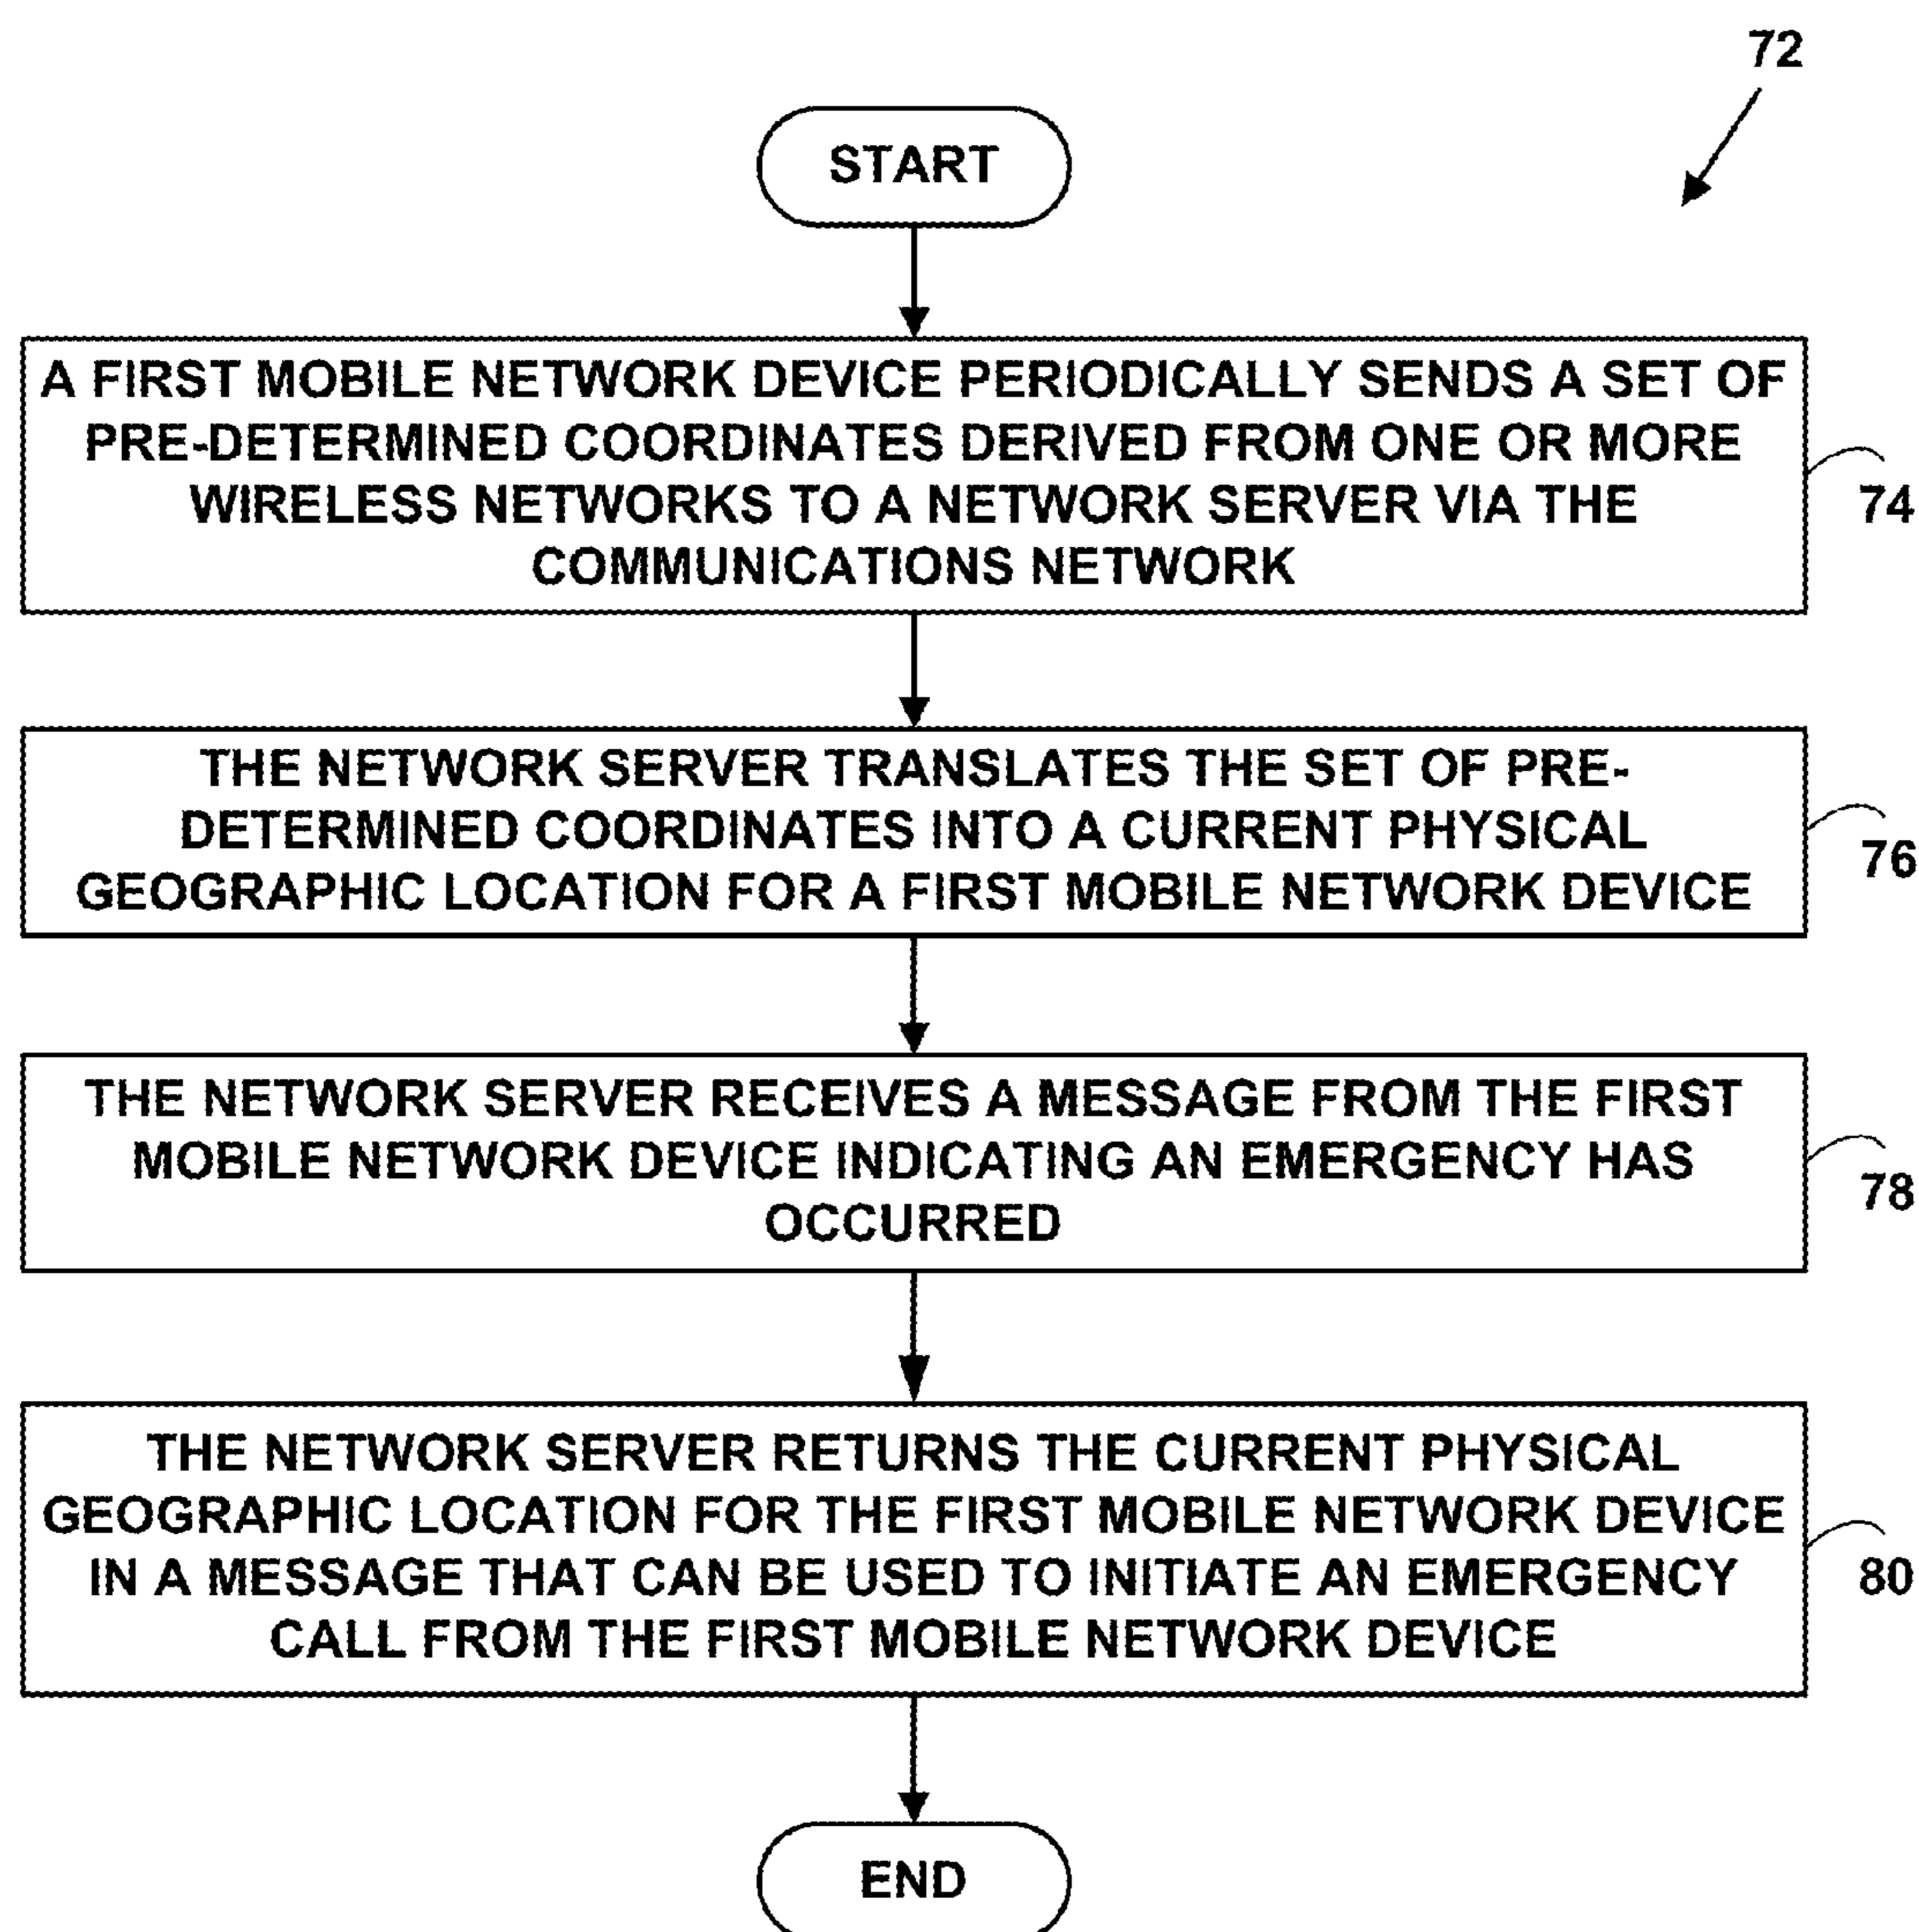 72
START
A FIRST MOBILE NETWORK DEVICE PERIODICALLY SENDS A SET OF
PRE-DETERMINED COORDINATES DERIVED FROM ONE OR MORE
WIRELESS NETWORKS TO A NETWORK SERVER VIA THE
COMMUNICATIONS NETWORK
74
THE NETWORK SERVER TRANSLATES THE SET OF PRE-
DETERMINED COORDINATES INTO A CURRENT PHYSICAL
GEOGRAPHIC LOCATION FOR A FIRST MOBILE NETWORK DEVICE
76
THE NETWORK SERVER RECEIVES A MESSAGE FROM THE FIRST
MOBILE NETWORK DEVICE INDICATING AN EMERGENCY HAS
OCCURRED
78
THE NETWORK SERVER RETURNS THE CURRENT PHYSICAL
GEOGRAPHIC LOCATION FOR THE FIRST MOBILE NETWORK DEVICE
IN A MESSAGE THAT CAN BE USED TO INITIATE AN EMERGENCY
CALL FROM THE FIRST MOBILE NETWORK DEVICE
80
END